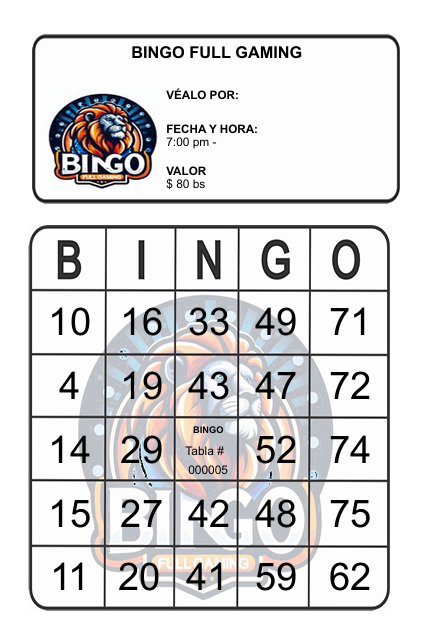 BINGO FULL GAMING
VÉALO POR:
FECHA Y HORA:
7:00 pm -
VALOR
$ 80 bs
BINGO
FULL GAMING
B I N G O
10 16 33 49 71
4 19 43 47 72
14 29 BINGO 52 74
Tabla #
000005
15 27 42 48 75
11 20 41 59 62
BINGO
FULL GAMING